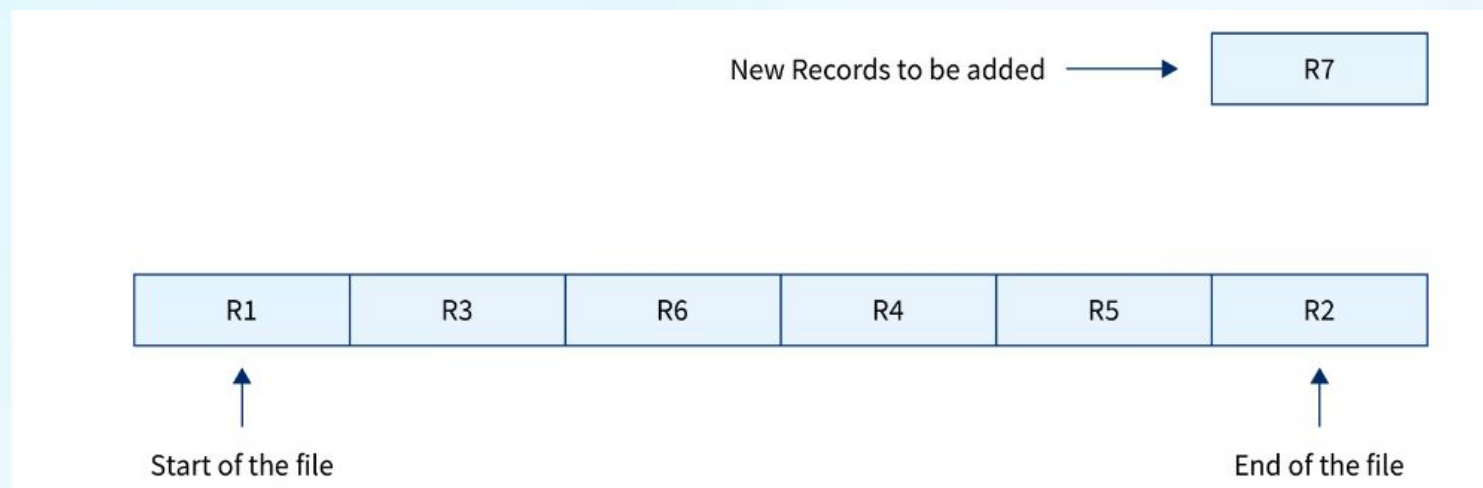 New Records to be added
R7
R1 R3 R6 R4 R5 R2
Start of the file
End of the file